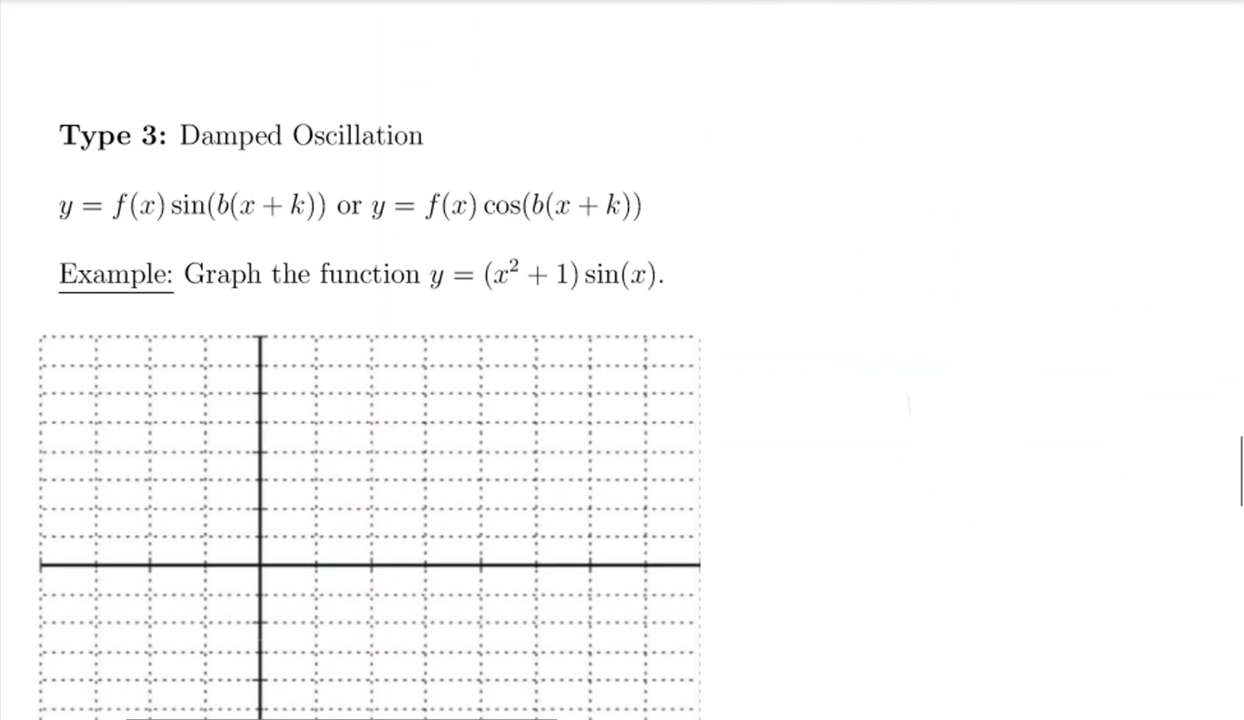 Type 3: Damped Oscillation
y = f(x) sin(b(x + k)) or y = f(x) cos(b(x + k))
Example: Graph the function y = (x² + 1) sin(x).